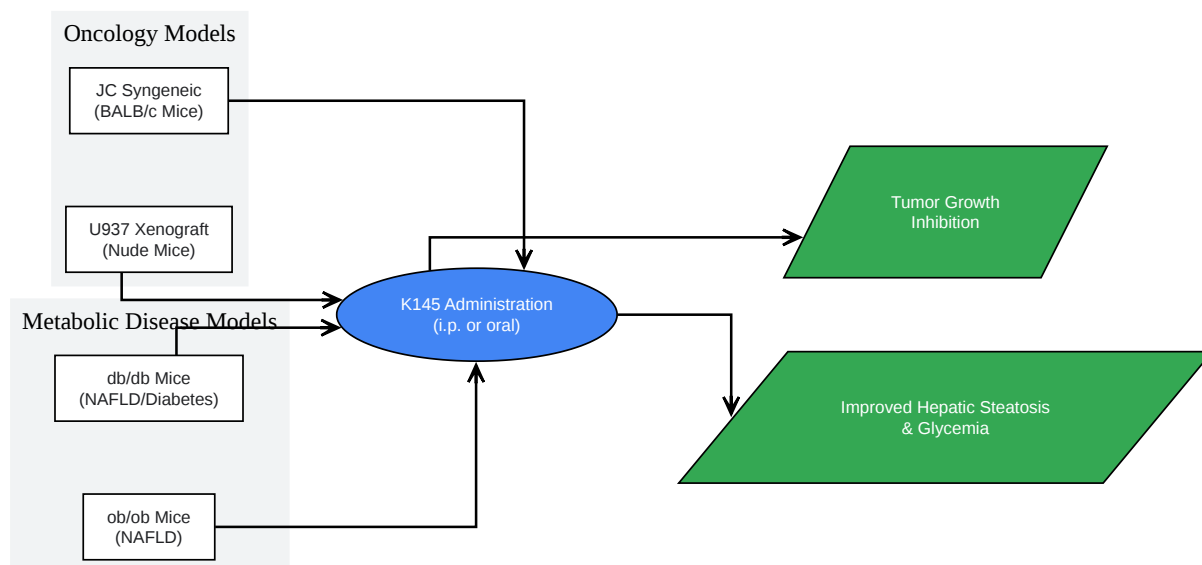 Oncology Models
JC Syngeneic
(BALB/c Mice)
U937 Xenograft
(Nude Mice)
Metabolic Disease Models
db/db Mice
(NAFLD/Diabetes)
ob/ob Mice
(NAFLD)
K145 Administration
(i.p. or oral)
Tumor Growth
Inhibition
Improved Hepatic Steatosis
& Glycemia